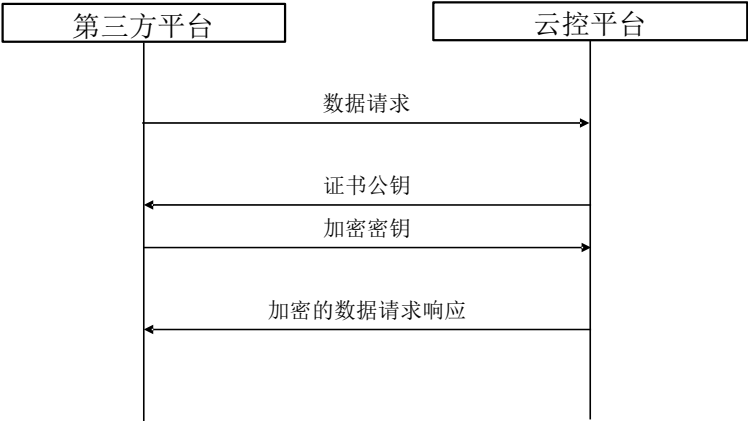 第三方平台
云控平台
数据请求
证书公钥
加密密钥
加密的数据请求响应